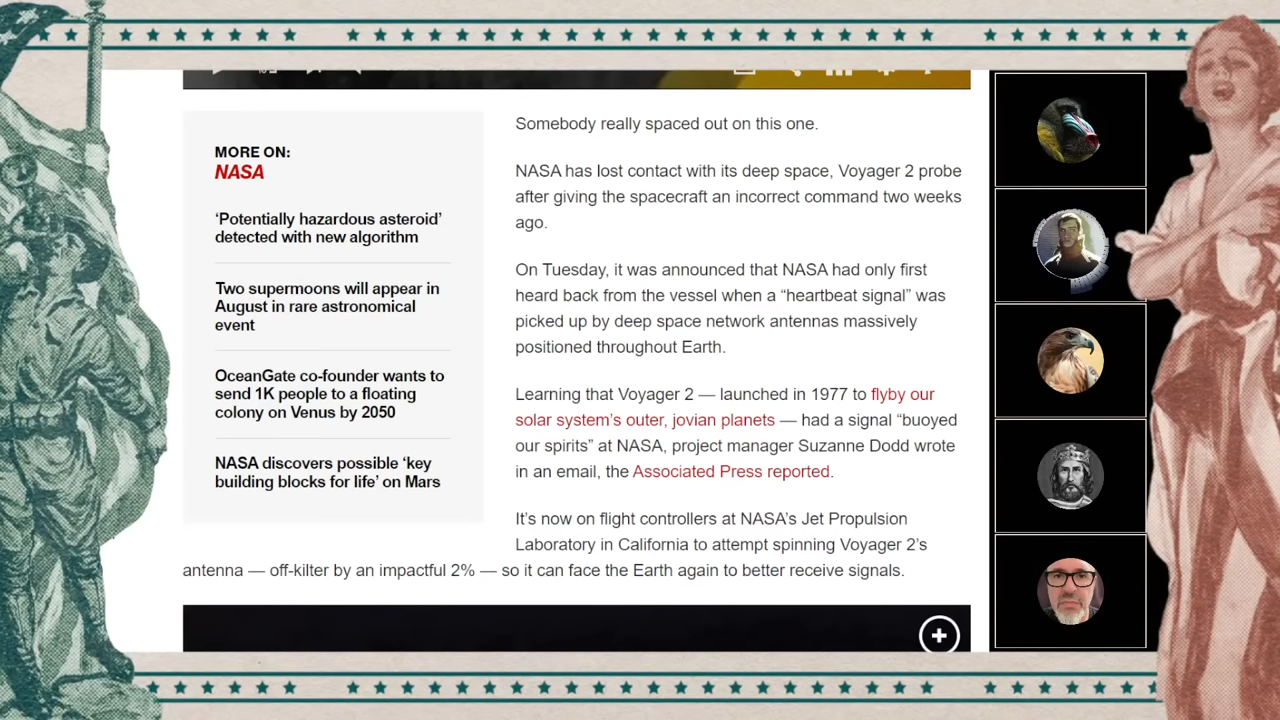 MORE ON:
NASA
‘Potentially hazardous asteroid’
detected with new algorithm
Two supermoons will appear in
August in rare astronomical
event
OceanGate co-founder wants to
send 1K people to a floating
colony on Venus by 2050
NASA discovers possible ‘key
building blocks for life’ on Mars
Somebody really spaced out on this one.
NASA has lost contact with its deep space, Voyager 2 probe
after giving the spacecraft an incorrect command two weeks
ago.
On Tuesday, it was announced that NASA had only first
heard back from the vessel when a “heartbeat signal” was
picked up by deep space network antennas massively
positioned throughout Earth.
Learning that Voyager 2 — launched in 1977 to flyby our
solar system’s outer, jovian planets — had a signal “buoyed
our spirits” at NASA, project manager Suzanne Dodd wrote
in an email, the Associated Press reported.
It’s now on flight controllers at NASA’s Jet Propulsion
Laboratory in California to attempt spinning Voyager 2’s
antenna — off-kilter by an impactful 2% — so it can face the Earth again to better receive signals.